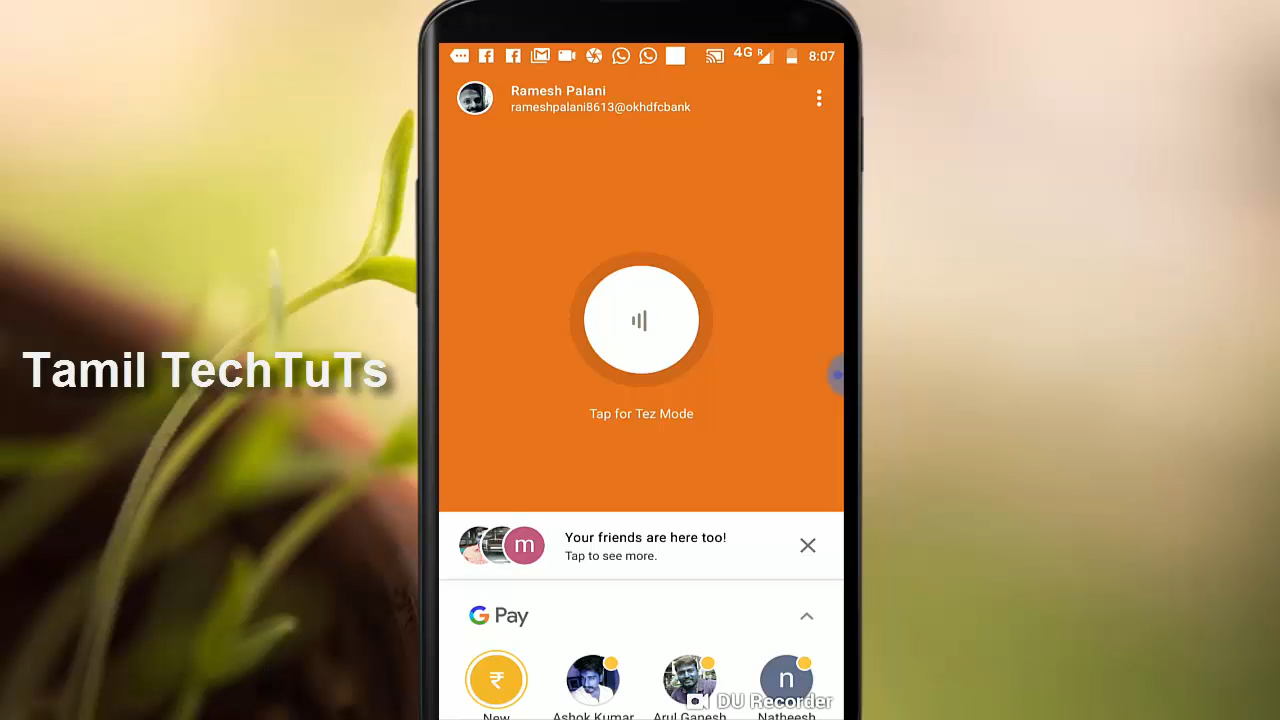 4G R 8:07
Ramesh Palani
rameshpalani8613@okhdfcbank
Tamil TechTuTs
Tap for Tez Mode
m
Your friends are here too!
Tap to see more.
G Pay
₹
n
New
Ashok Kumar
Arul Ganesh
Natheesh
DU Recorder